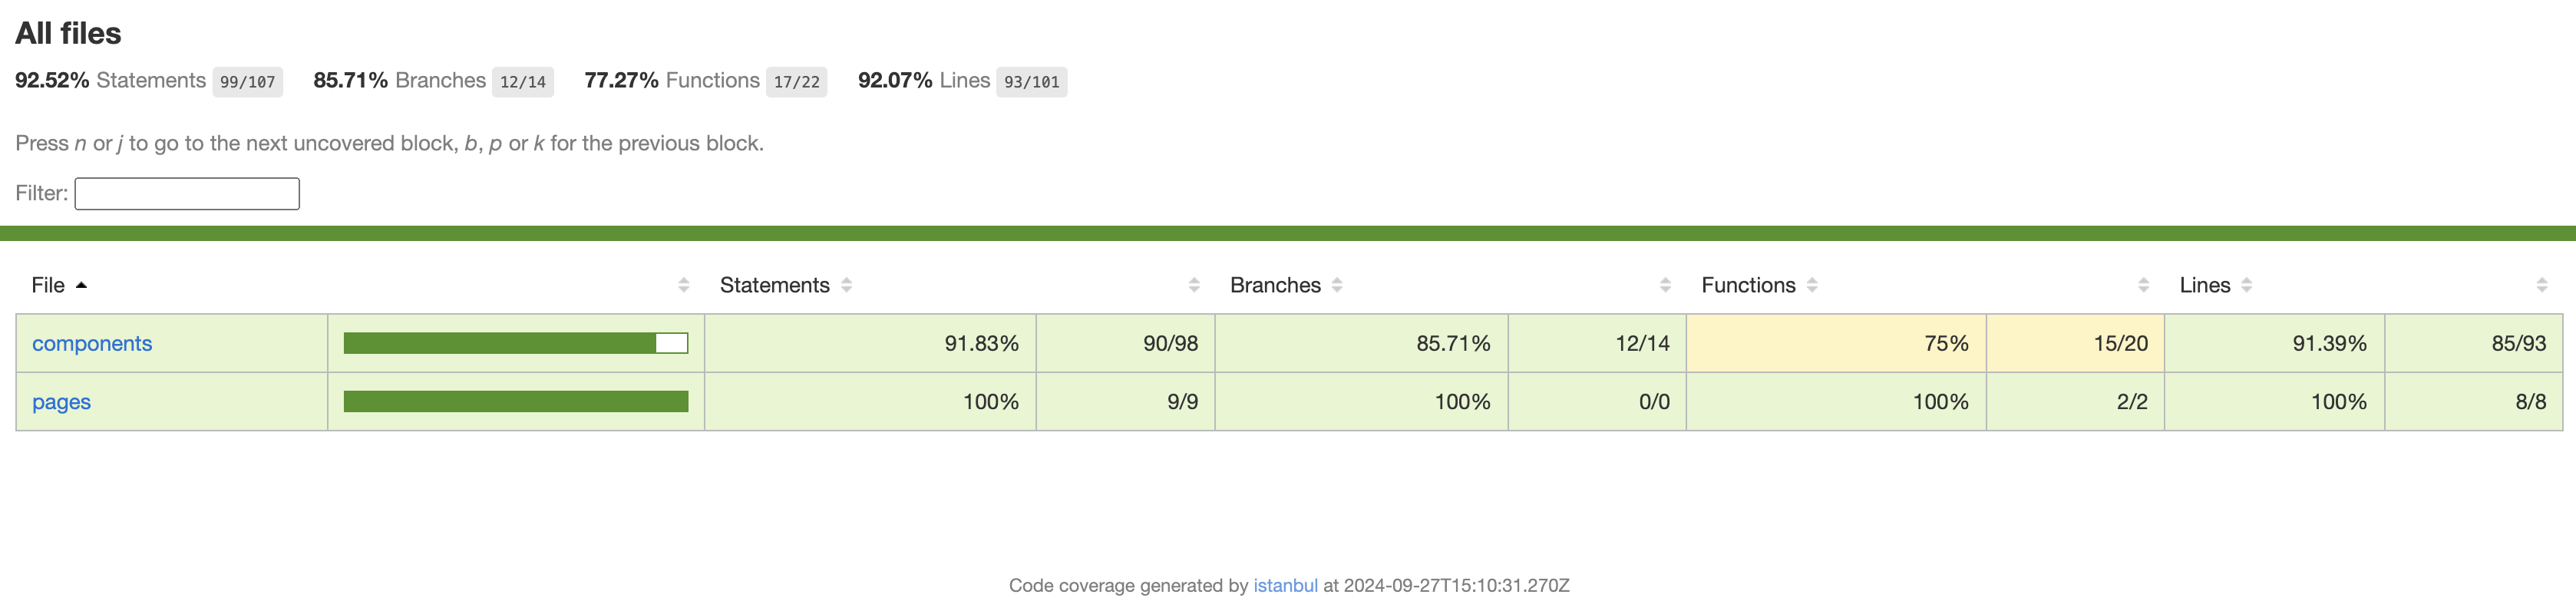 All files
92.52% Statements 99/107 85.71% Branches 12/14 77.27% Functions 17/22 92.07% Lines 93/101
Press n or j to go to the next uncovered block, b, p or k for the previous block.
Filter:
File Statements Branches Functions Lines
components 91.83% 90/98 85.71% 12/14 75% 15/20 91.39% 85/93
pages 100% 9/9 100% 0/0 100% 2/2 100% 8/8
Code coverage generated by istanbul at 2024-09-27T15:10:31.270Z